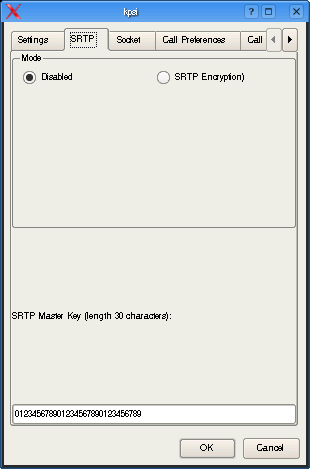 kpsi
Settings SRTP Socket Call Preferences Call
Mode
Disabled SRTP Encryption)
SRTP Master Key (length 30 characters):
012345678901234567890123456789
OK Cancel